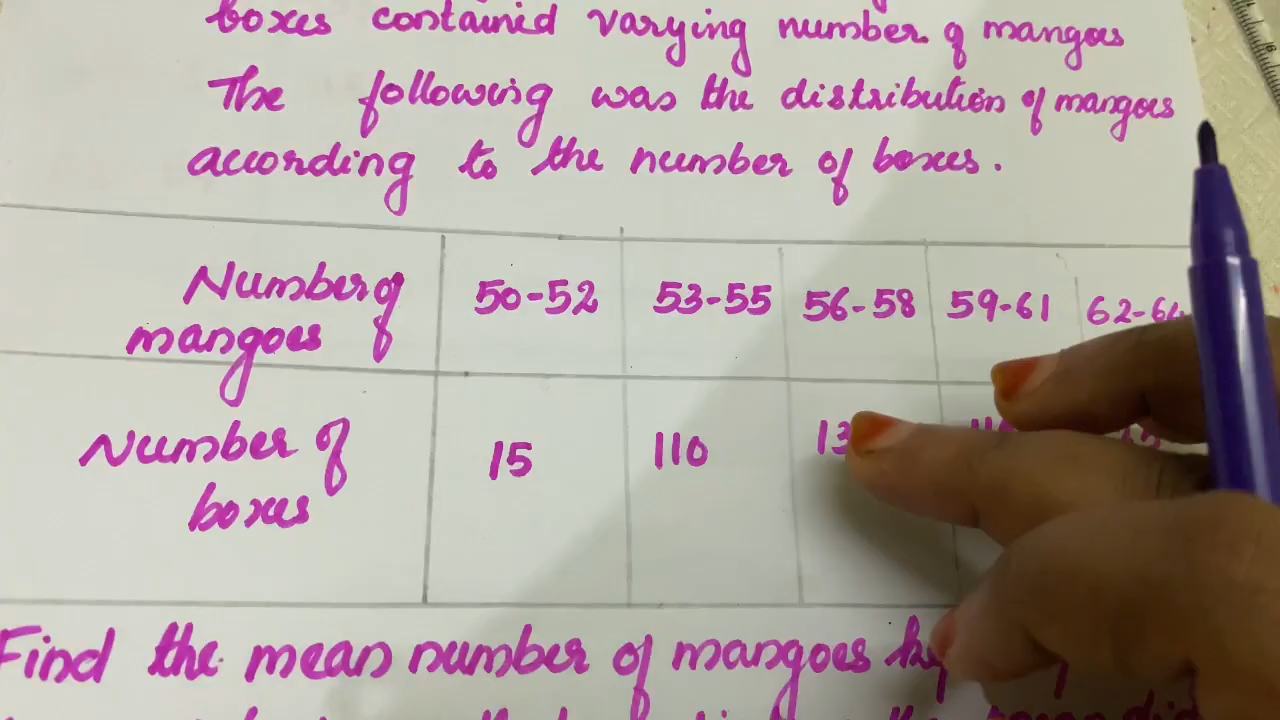 boxes contained varying number of mangoes
The following was the distribution of mangoes
according to the number of boxes.
Number of mangoes 50-52 53-55 56-58 59-61 62-64
Number of boxes 15 110
Find the mean number of mangoes